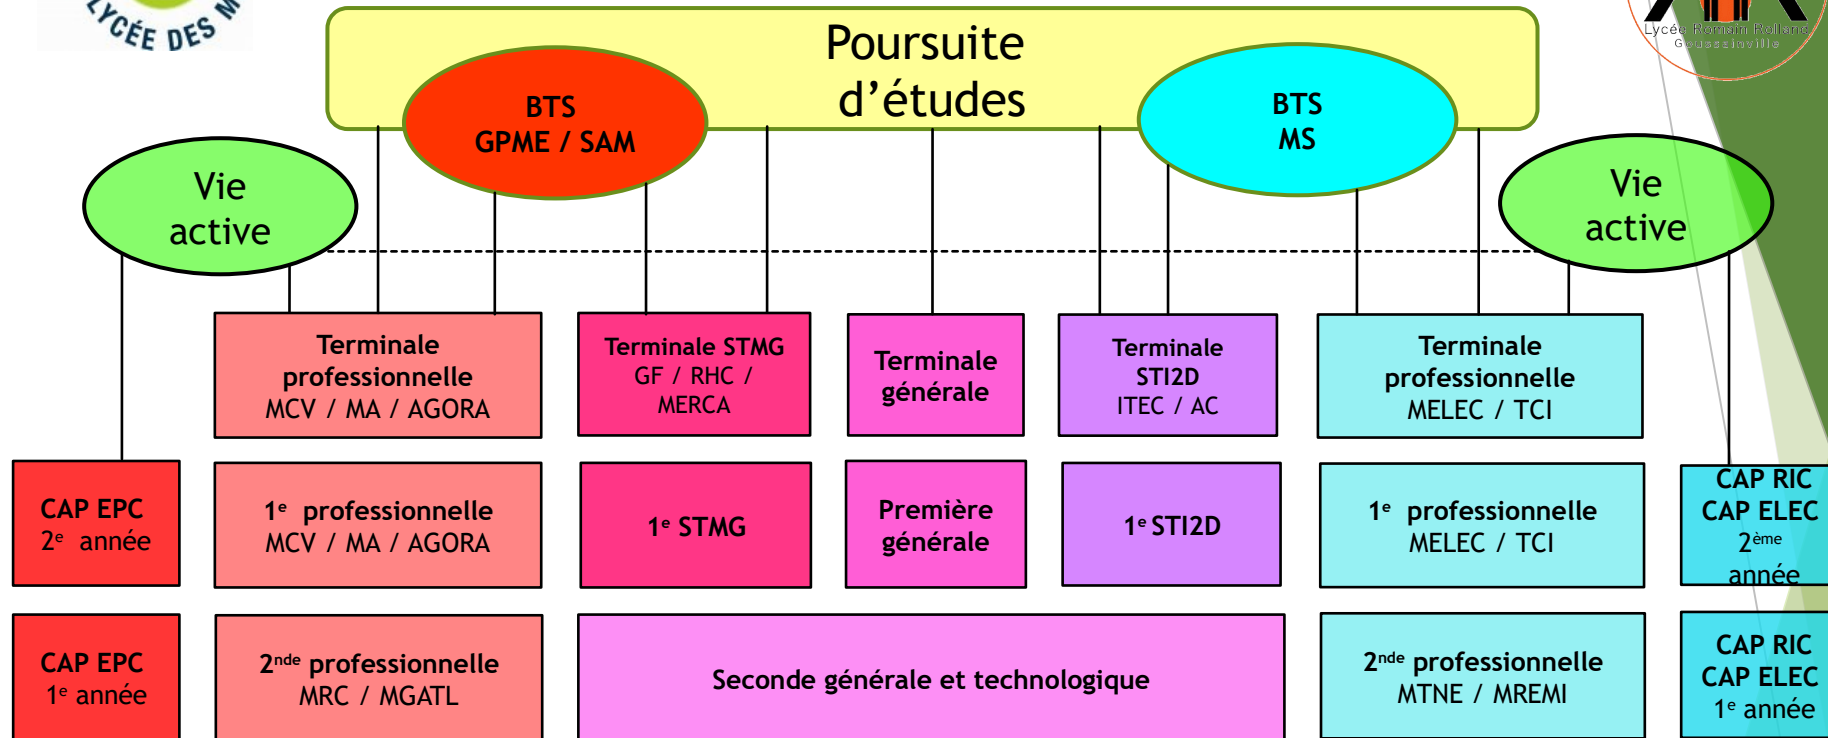 LYCÉE DES M
Lycée Romain Rolland
Goussainville
Poursuite
d'études
BTS
GPME / SAM
BTS
MS
Vie
active
Vie
active
Terminale
professionnelle
MCV / MA / AGORA
Terminale STMG
GF / RHC /
MERCA
Terminale
générale
Terminale
STI2D
ITEC / AC
Terminale
professionnelle
MELEC / TCI
CAP EPC
2e année
1e professionnelle
MCV / MA / AGORA
1e STMG
Première
générale
1e STI2D
1e professionnelle
MELEC / TCI
CAP RIC
CAP ELEC
2ème
année
CAP EPC
1e année
2nde professionnelle
MRC / MGATL
Seconde générale et technologique
2nde professionnelle
MTNE / MREMI
CAP RIC
CAP ELEC
1e année